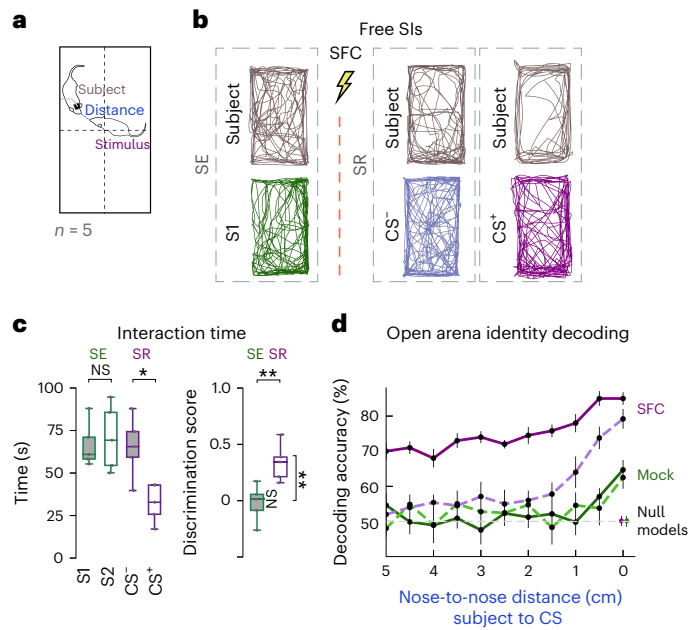 a
Subject
Distance
Stimulus
n = 5
b
Free SIs
SFC
SE
Subject
S1
SR
Subject
CS⁻
Subject
CS⁺
c
Interaction time
SE SR
NS *
100
75
50
25
0
Time (s)
S1
S2
CS⁻
CS⁺
SE SR
**
1.0
0.5
0
Discrimination score
NS
**
d
Open arena identity decoding
Decoding accuracy (%)
80
70
60
50
SFC
Mock
Null
models
5 4 3 2 1 0
Nose-to-nose distance (cm)
subject to CS